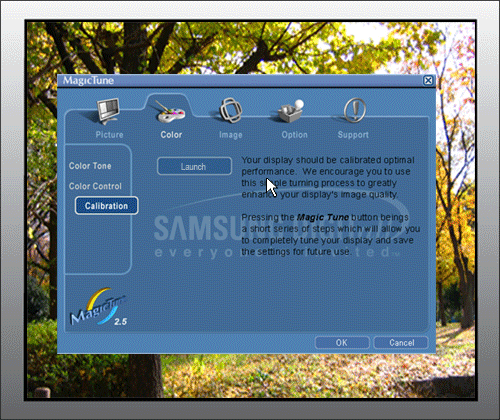 MagicTune
Picture
Color
Image
Option
Support
Color Tone
Color Control
Calibration
Launch
Your display should be calibrated optimal
performance. We encourage you to use
this simple turning process to greatly
enhance your display's image quality.
Pressing the Magic Tune button beings
a short series of steps which will allow you
to completely tune your display and save
the settings for future use.
SAMSUNG
MagicTune
2.5
OK
Cancel